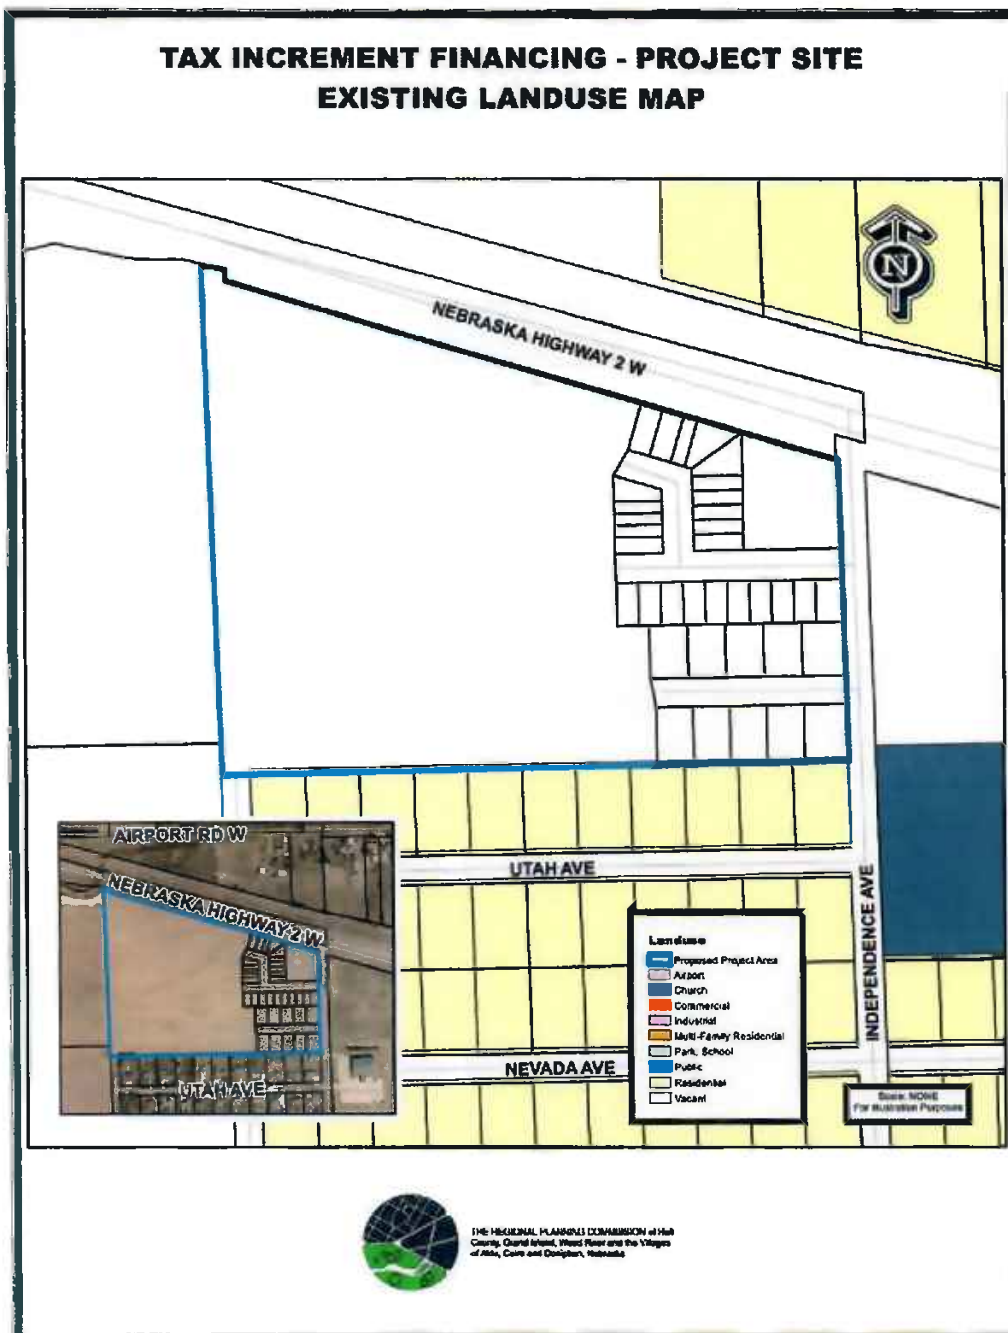 TAX INCREMENT FINANCING - PROJECT SITE
EXISTING LANDUSE MAP
N
NEBRASKA HIGHWAY 2 W
AIRPORT RD W
NEBRASKA HIGHWAY 2 W
UTAH AVE
UTAH AVE
NEVADA AVE
INDEPENDENCE AVE
Landuse
Proposed Project Area
Airport
Church
Commercial
Industrial
Multi-Family Residential
Park, School
Public
Residential
Vacant
Scale: NONE
For Illustration Purposes
THE REGIONAL PLANNING COMMISSION of Hall
County, Grand Island, Wood River and the Villages
of Alda, Cairo and Doniphan, Nebraska